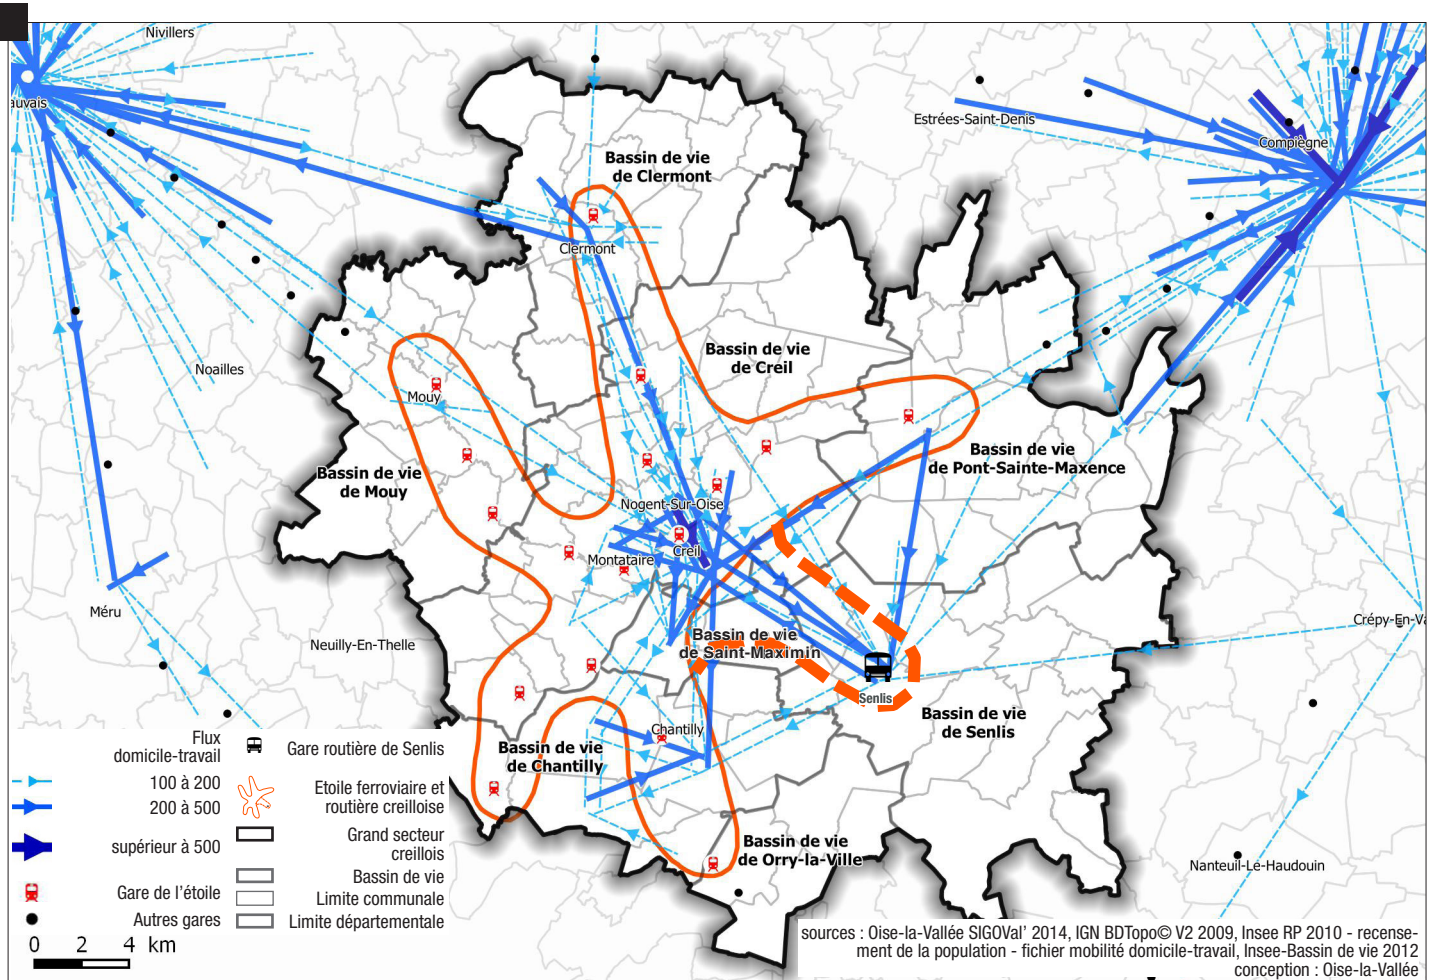 Nivillers
auvais
Estrées-Saint-Denis
Compiègne
Bassin de vie
de Clermont
Clermont
Noailles
Bassin de vie
de Creil
Mouy
Bassin de vie
de Mouy
Bassin de vie
de Pont-Sainte-Maxence
Nogent-Sur-Oise
Creil
Montataire
Méru
Neuilly-En-Thelle
Crépy-En-Va
Bassin de vie
de Saint-Maximin
Senlis
Bassin de vie
de Senlis
Chantilly
Bassin de vie
de Chantilly
Bassin de vie
de Orry-la-Ville
Nanteuil-Le-Haudouin
Flux
domicile-travail
100 à 200
200 à 500
supérieur à 500
Gare de l'étoile
Autres gares
0 2 4 km
Gare routière de Senlis
Etoile ferroviaire et
routière creilloise
Grand secteur
creillois
Bassin de vie
Limite communale
Limite départementale
sources : Oise-la-Vallée SIGOVal' 2014, IGN BDTopo© V2 2009, Insee RP 2010 - recense-
ment de la population - fichier mobilité domicile-travail, Insee-Bassin de vie 2012
conception : Oise-la-Vallée